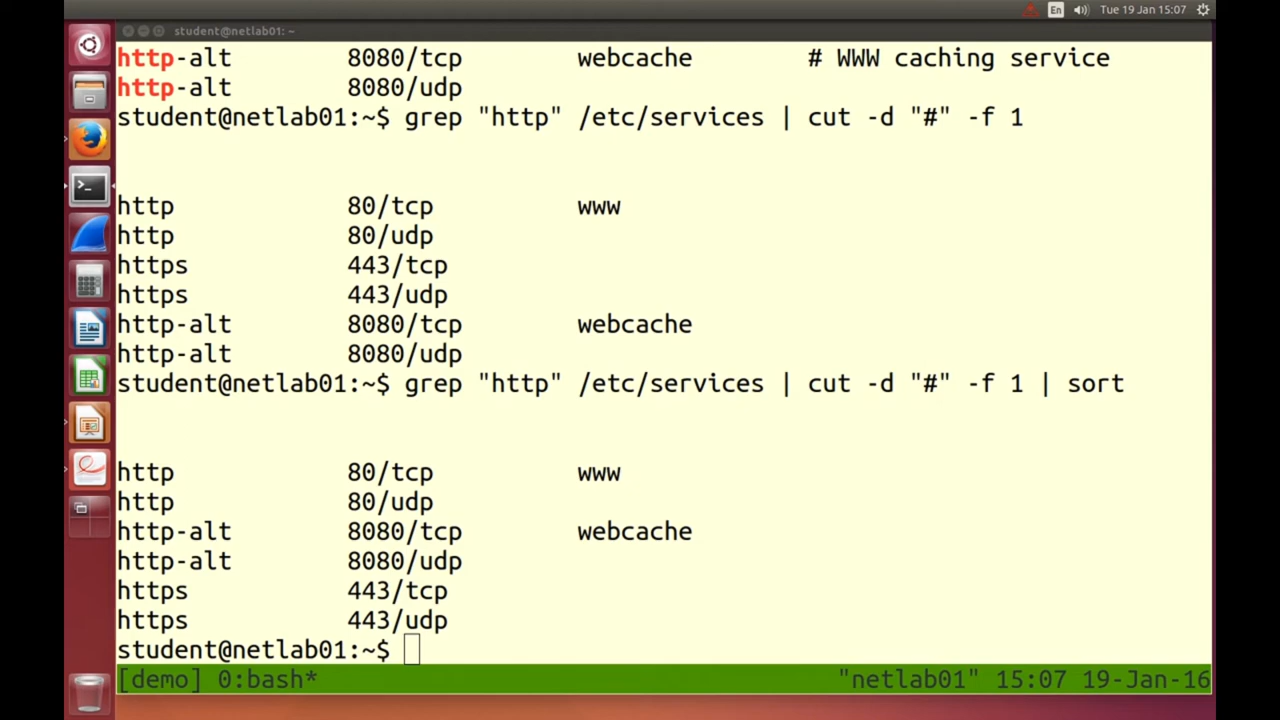 En Tue 19 Jan 15:07
student@netlab01: ~
http-alt 8080/tcp webcache # WWW caching service
http-alt 8080/udp
student@netlab01:~$ grep "http" /etc/services | cut -d "#" -f 1
http 80/tcp www
http 80/udp
https 443/tcp
https 443/udp
http-alt 8080/tcp webcache
http-alt 8080/udp
student@netlab01:~$ grep "http" /etc/services | cut -d "#" -f 1 | sort
http 80/tcp www
http 80/udp
http-alt 8080/tcp webcache
http-alt 8080/udp
https 443/tcp
https 443/udp
student@netlab01:~$
[demo] 0:bash* "netlab01" 15:07 19-Jan-16